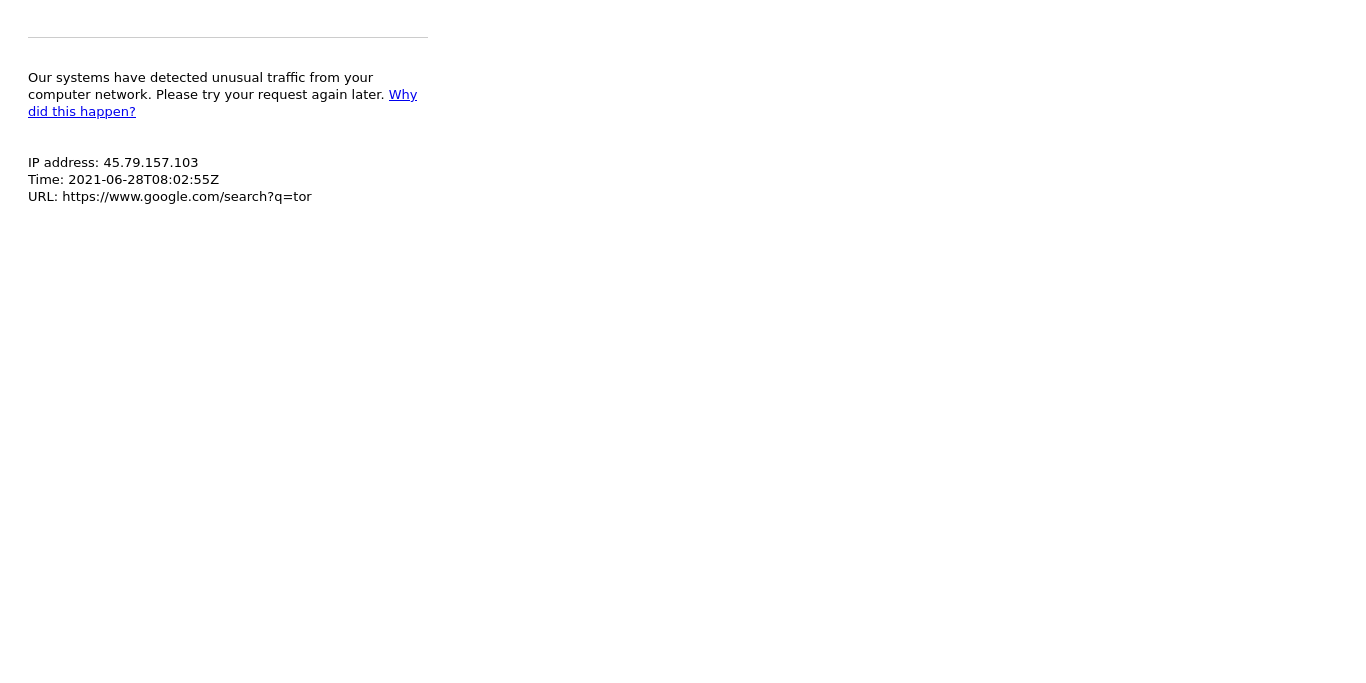 Our systems have detected unusual traffic from your
computer network. Please try your request again later. Why
did this happen?
IP address: 45.79.157.103
Time: 2021-06-28T08:02:55Z
URL: https://www.google.com/search?q=tor